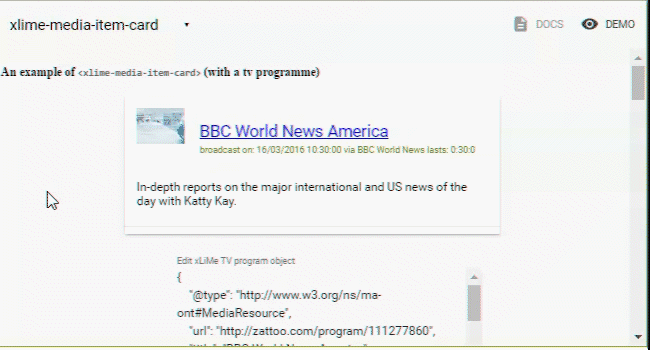 xlime-media-item-card
DOCS
DEMO
An example of <xlime-media-item-card> (with a tv programme)
BBC World News America
broadcast on: 16/03/2016 10:30:00 via BBC World News lasts: 0:30:0
In-depth reports on the major international and US news of the
day with Katty Kay.
Edit xLiMe TV program object
{
"@type": "http://www.w3.org/ns/ma-
ont#MediaResource",
"url": "http://zattoo.com/program/111277860",